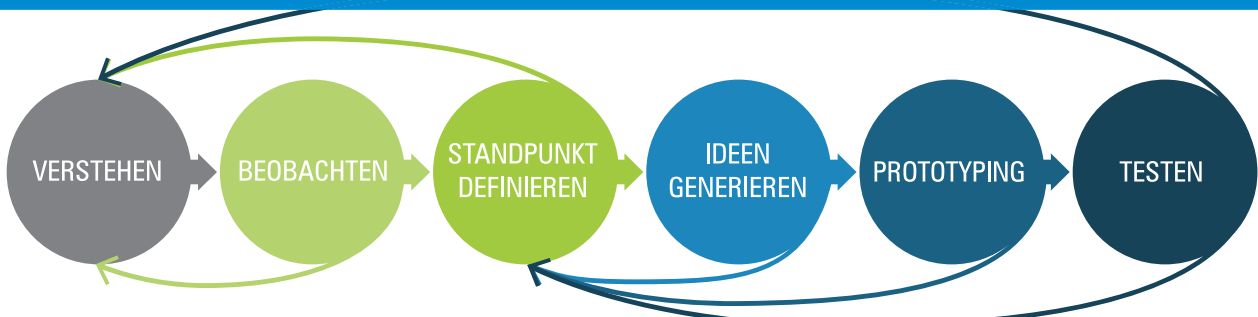 VERSTEHEN
BEOBACHTEN
STANDPUNKT
DEFINIEREN
IDEEN
GENERIEREN
PROTOTYPING
TESTEN